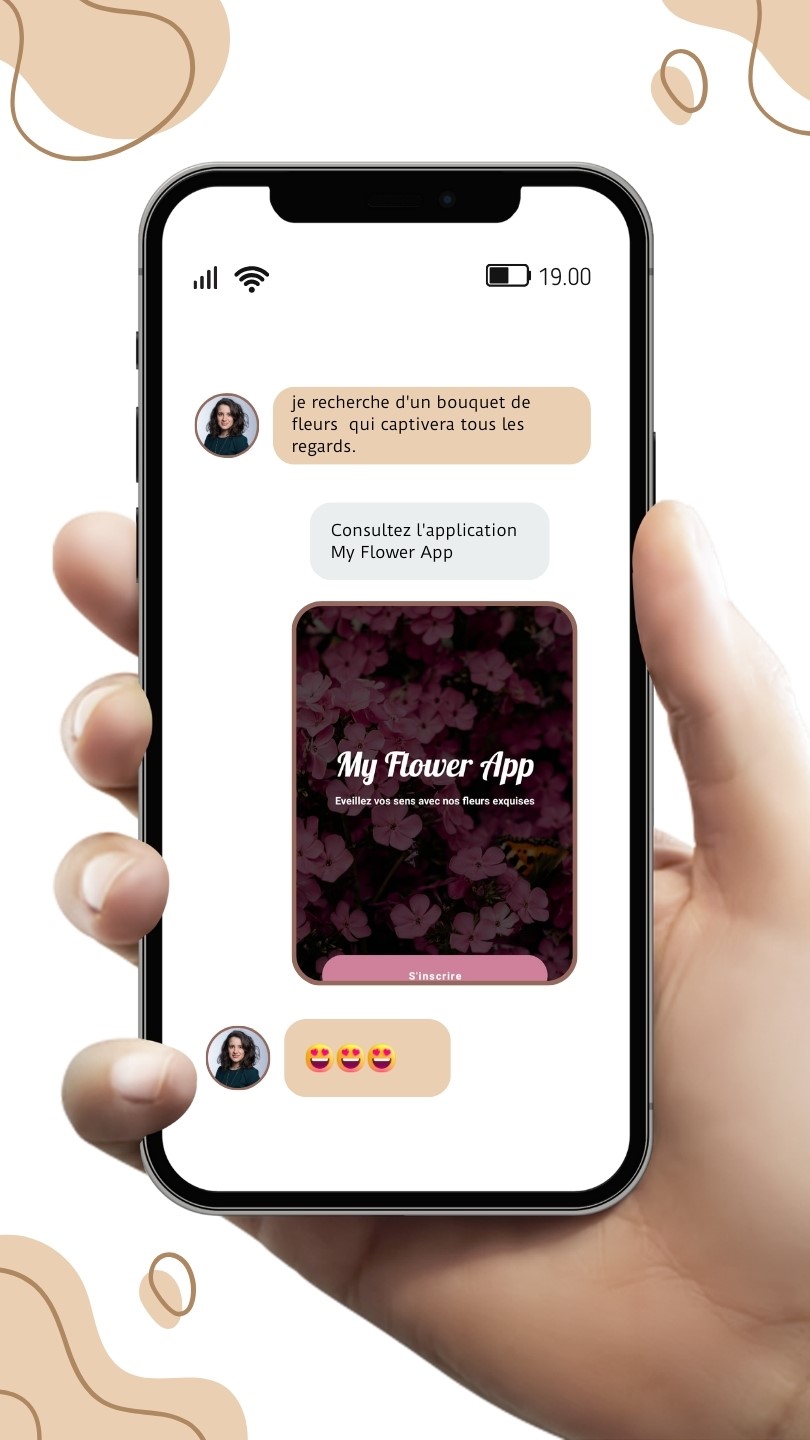 19.00
je recherche d'un bouquet de
fleurs  qui captivera tous les
regards.
Consultez l'application
My Flower App
My Flower App
Eveillez vos sens avec nos fleurs exquises
S'inscrire
😍😍😍